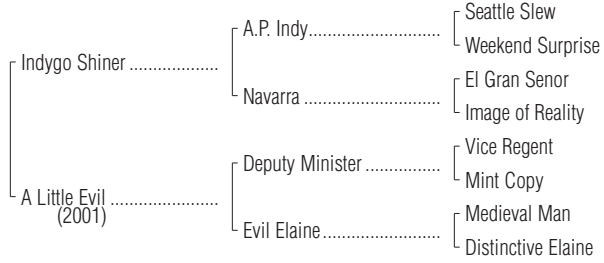 Seattle Slew
A.P. Indy..............................
Weekend Surprise
Indygo Shiner ....................
El Gran Senor
Navarra ...............................
Image of Reality
Vice Regent
Deputy Minister .................
Mint Copy
A Little Evil ........................
(2001)
Medieval Man
Evil Elaine...........................
Distinctive Elaine